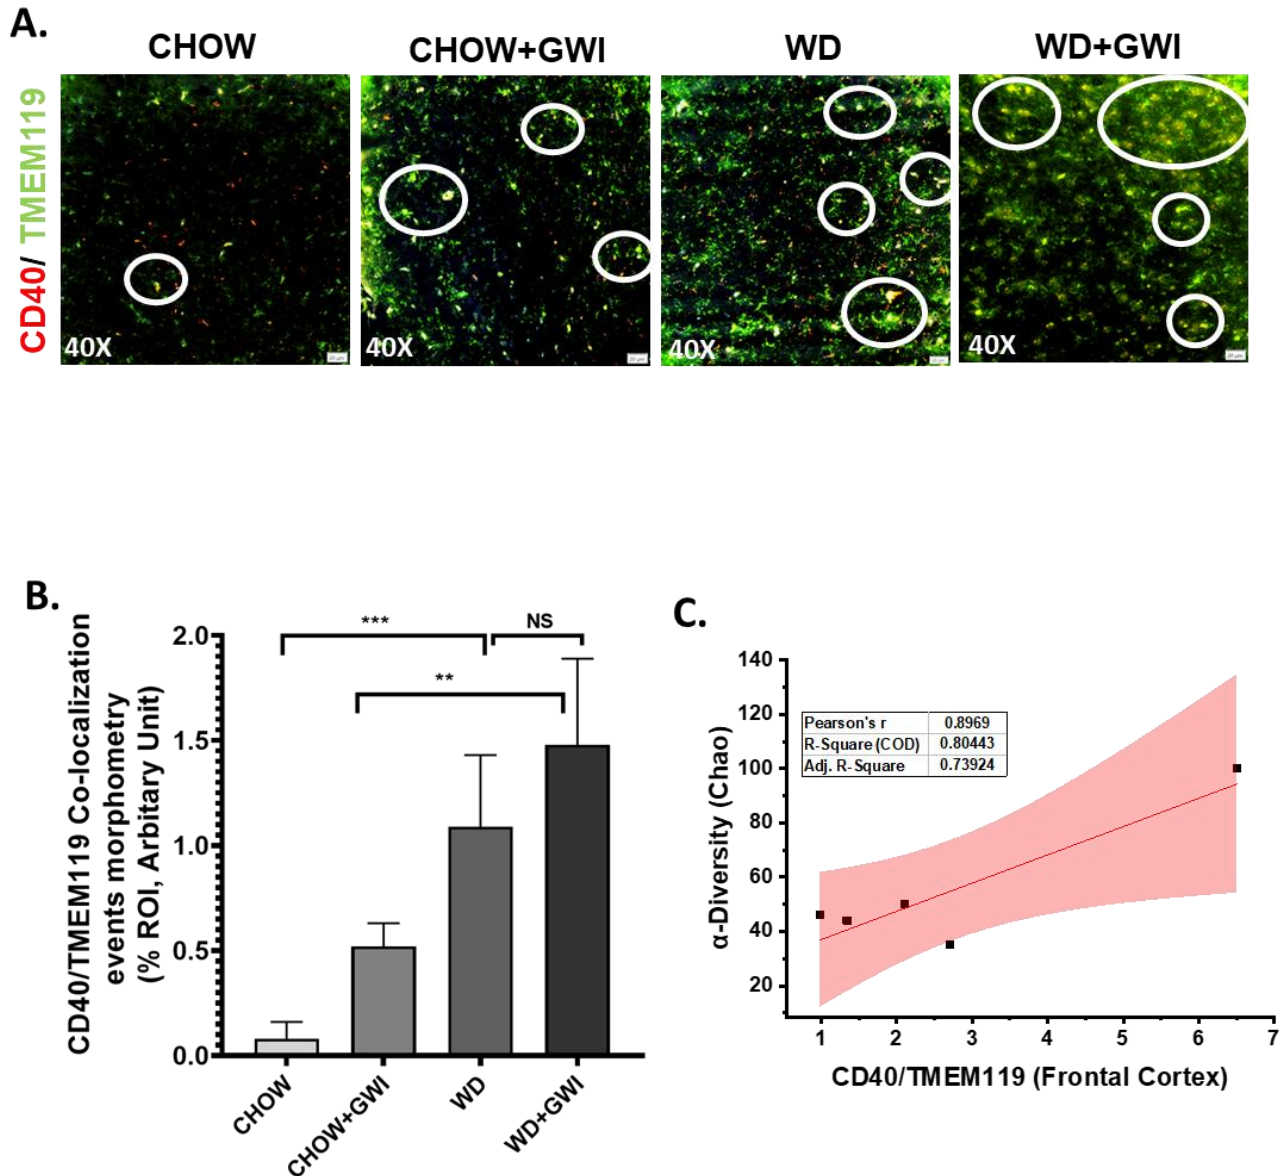 A.
CHOW
CHOW+GWI
WD
WD+GWI
CD40/ TMEM119
40X
40X
40X
40X
B.
CD40/TMEM119 Co-localization
events morphometry
(% ROI, Arbitary Unit)
2.0
1.5
1.0
0.5
0.0
***
NS
**
CHOW
CHOW+GWI
WD
WD+GWI
C.
α-Diversity (Chao)
140
120
100
80
60
40
20
Pearson's r 0.8969
R-Square (COD) 0.80443
Adj. R-Square 0.73924
1 2 3 4 5 6 7
CD40/TMEM119 (Frontal Cortex)